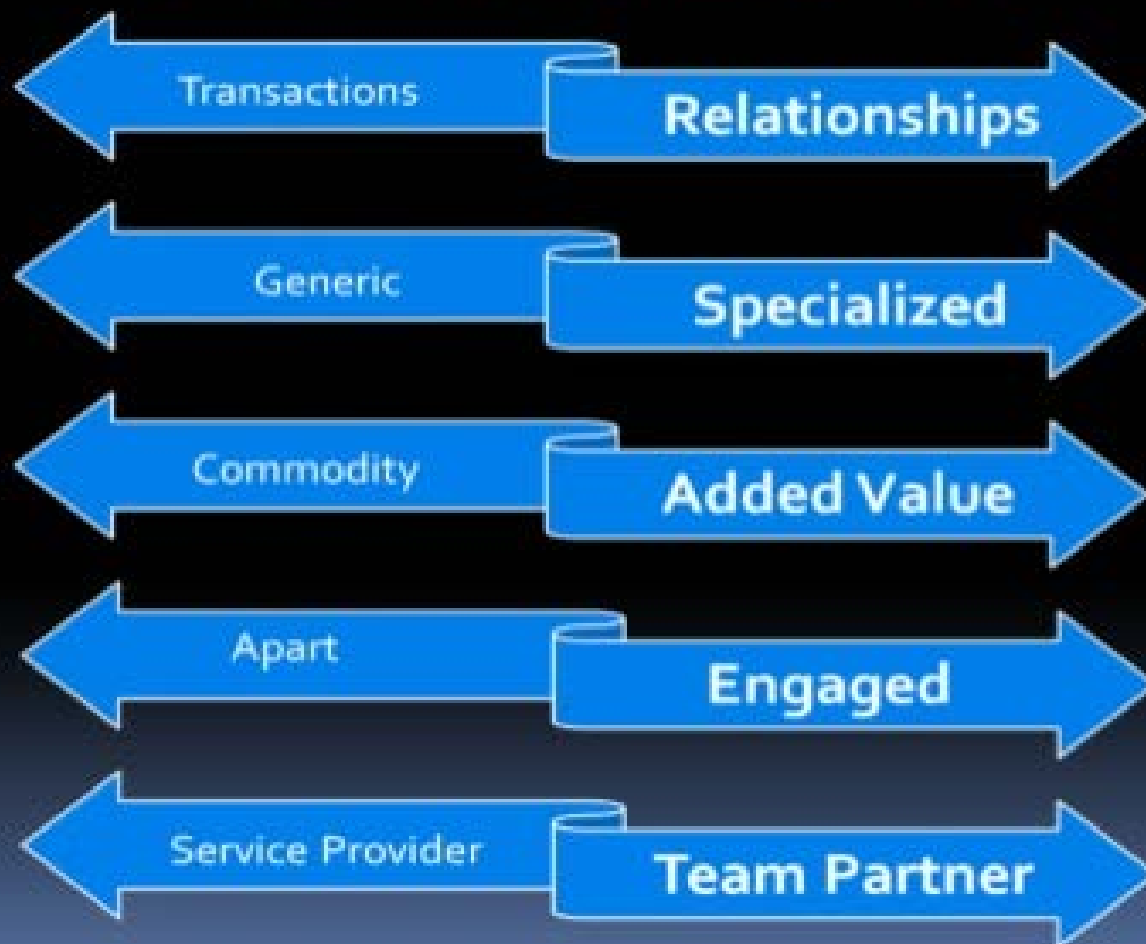 Transactions
Relationships
Generic
Specialized
Commodity
Added Value
Apart
Engaged
Service Provider
Team Partner